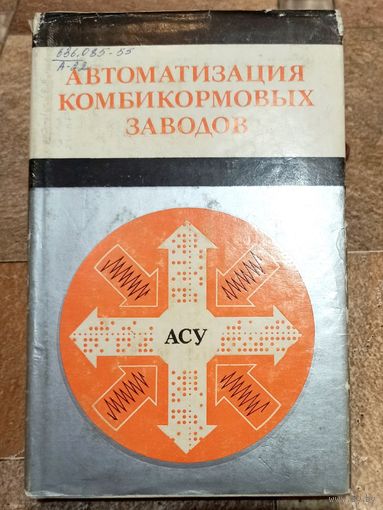 636.085-55
А-22
АВТОМАТИЗАЦИЯ
КОМБИКОРМОВЫХ
ЗАВОДОВ
АСУ